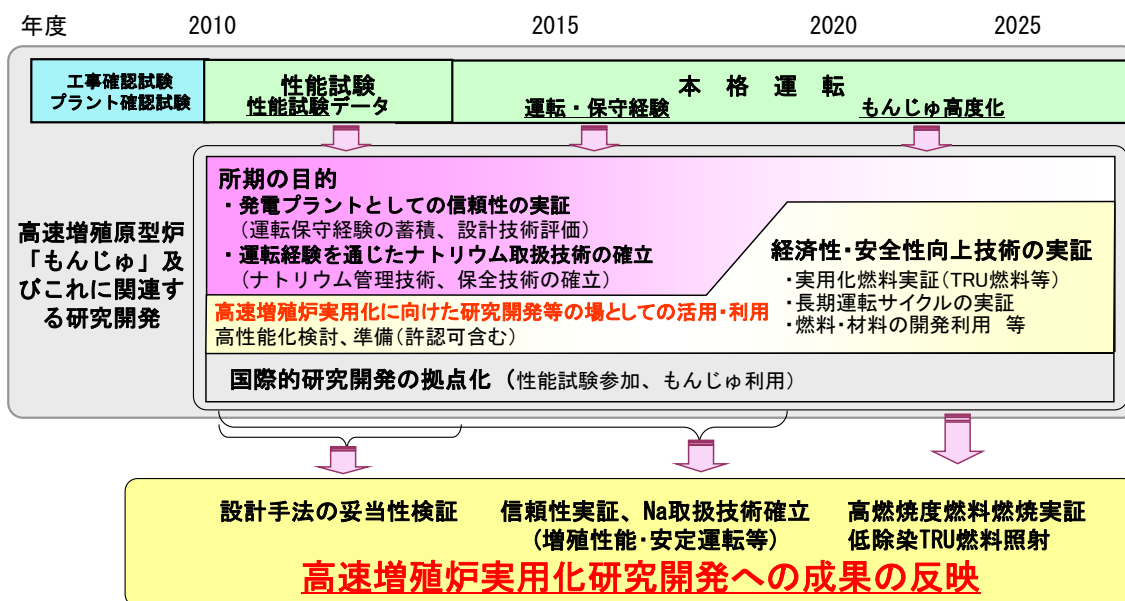 年度 2010 2015 2020 2025
工事確認試験
プラント確認試験
性能試験
性能試験データ
本格運転
運転・保守経験
もんじゅ高度化
高速増殖原型炉
「もんじゅ」及
びこれに関連す
る研究開発
所期の目的
・発電プラントとしての信頼性の実証
（運転保守経験の蓄積、設計技術評価）
・運転経験を通じたナトリウム取扱技術の確立
（ナトリウム管理技術、保全技術の確立）
経済性・安全性向上技術の実証
・実用化燃料実証（TRU燃料等）
・長期運転サイクルの実証
・燃料・材料の開発利用 等
高速増殖炉実用化に向けた研究開発等の場としての活用・利用
高性能化検討、準備（許認可含む）
国際的研究開発の拠点化（性能試験参加、もんじゅ利用）
設計手法の妥当性検証
信頼性実証、Na取扱技術確立
（増殖性能・安定運転等）
高燃焼度燃料燃焼実証
低除染TRU燃料照射
高速増殖炉実用化研究開発への成果の反映